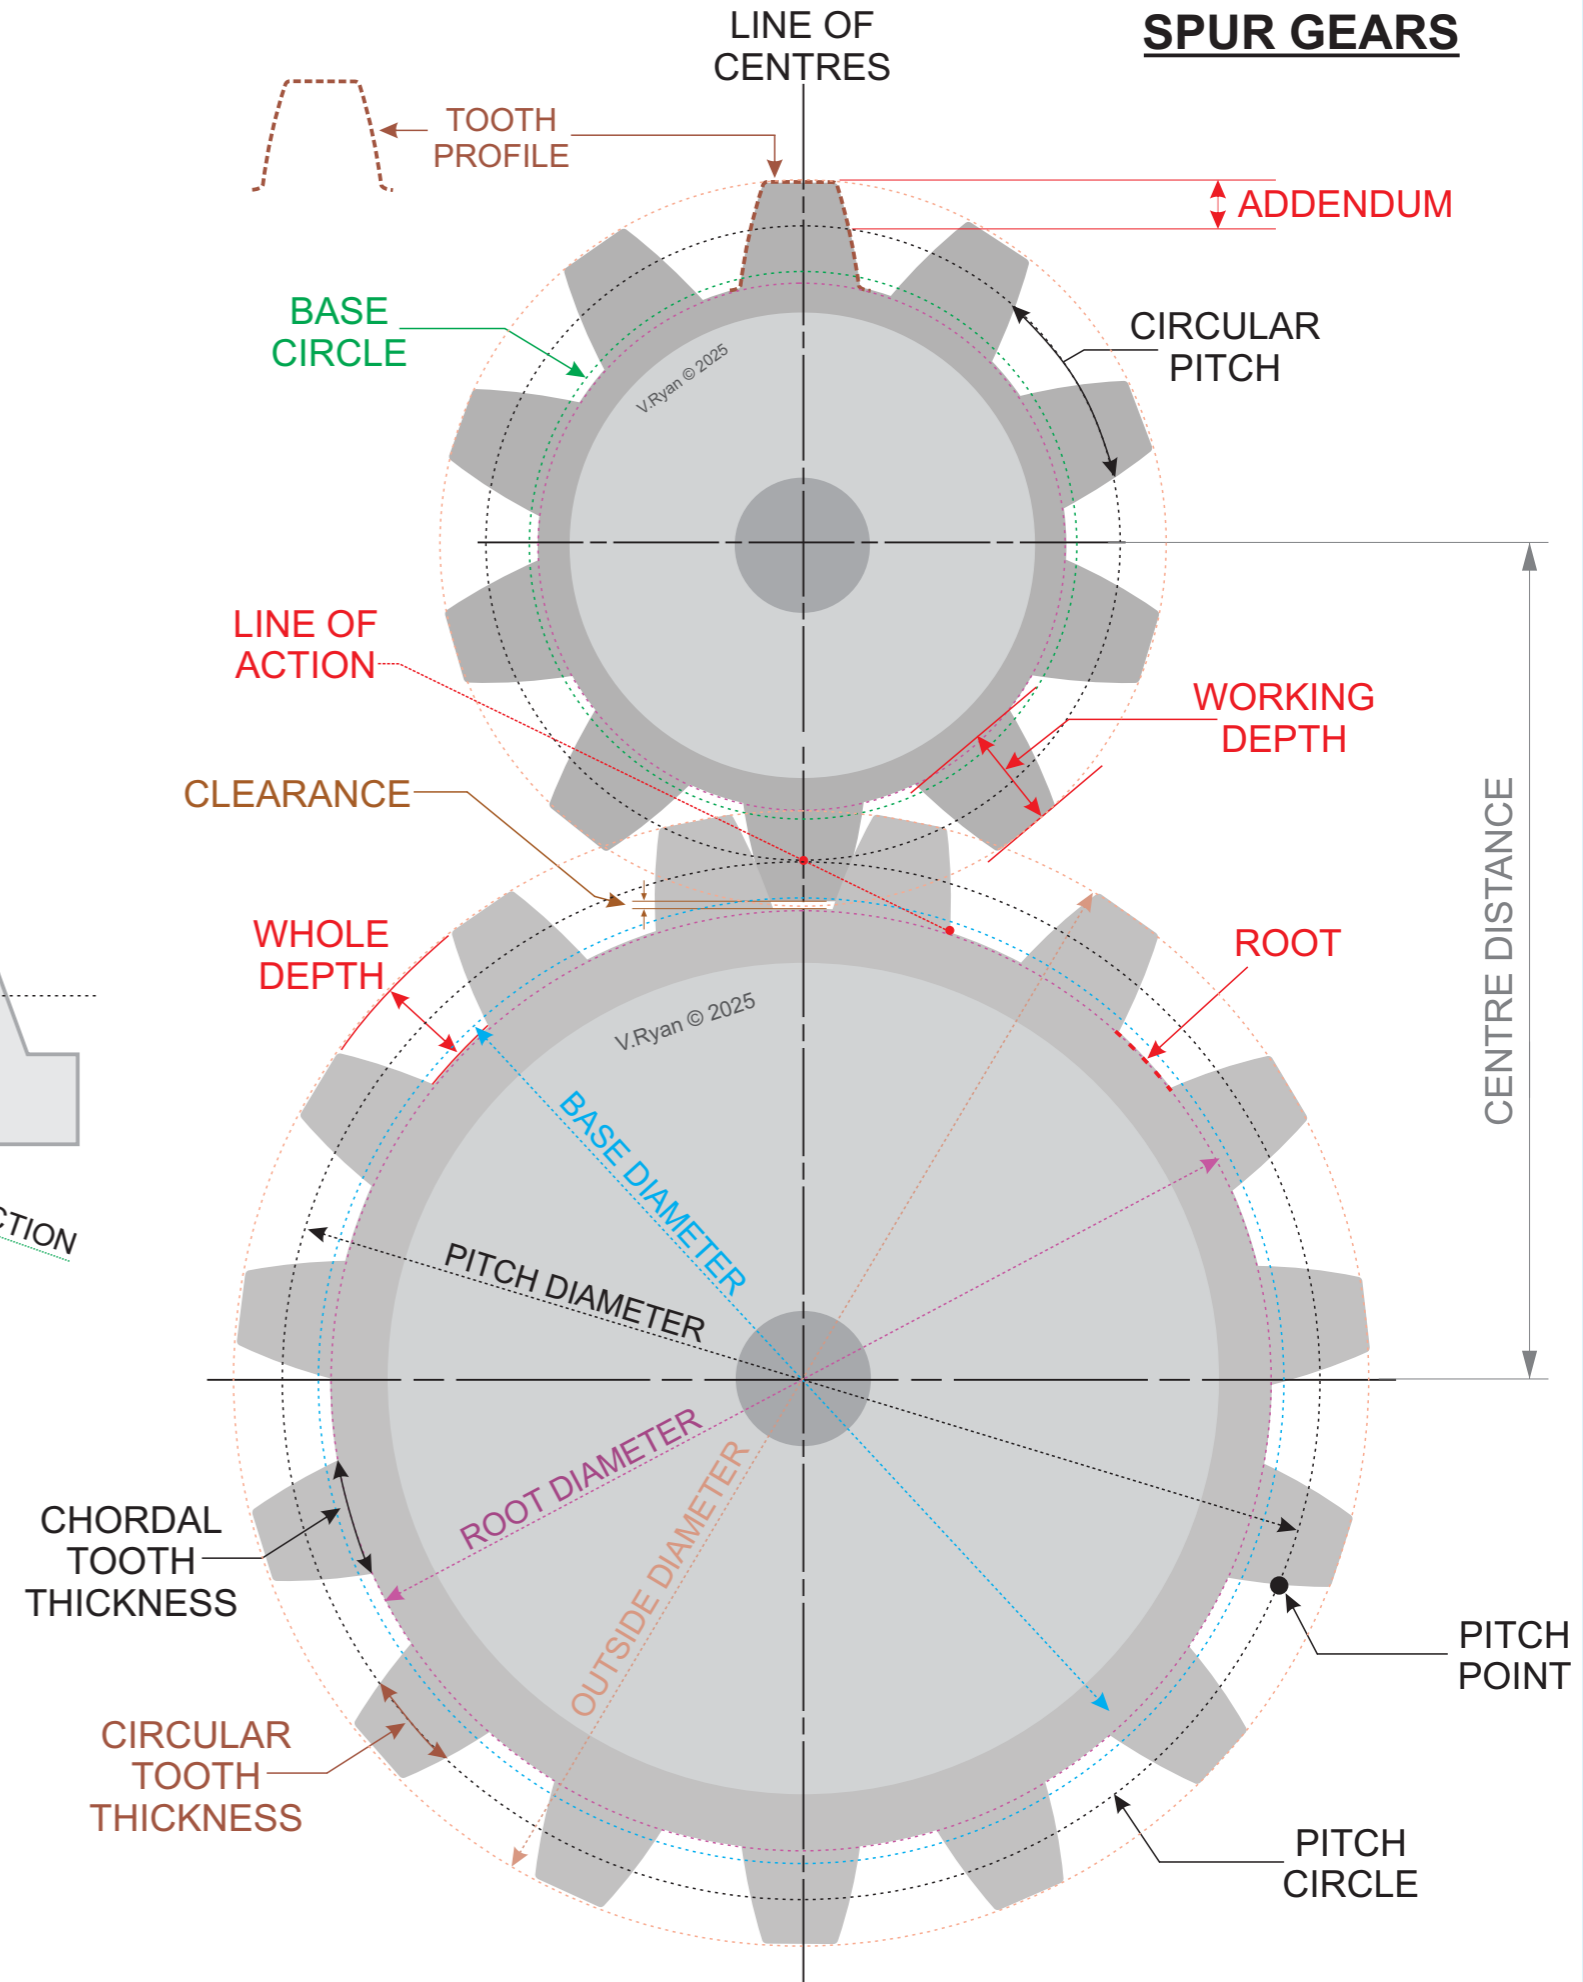 LINE OF
CENTRES
SPUR GEARS
TOOTH
PROFILE
ADDENDUM
BASE
CIRCLE
CIRCULAR
PITCH
V.Ryan © 2025
LINE OF
ACTION
WORKING
DEPTH
CLEARANCE
CENTRE DISTANCE
WHOLE
DEPTH
ROOT
V.Ryan © 2025
BASE DIAMETER
PITCH DIAMETER
CTION
ROOT DIAMETER
OUTSIDE DIAMETER
CHORDAL
TOOTH
THICKNESS
PITCH
POINT
CIRCULAR
TOOTH
THICKNESS
PITCH
CIRCLE